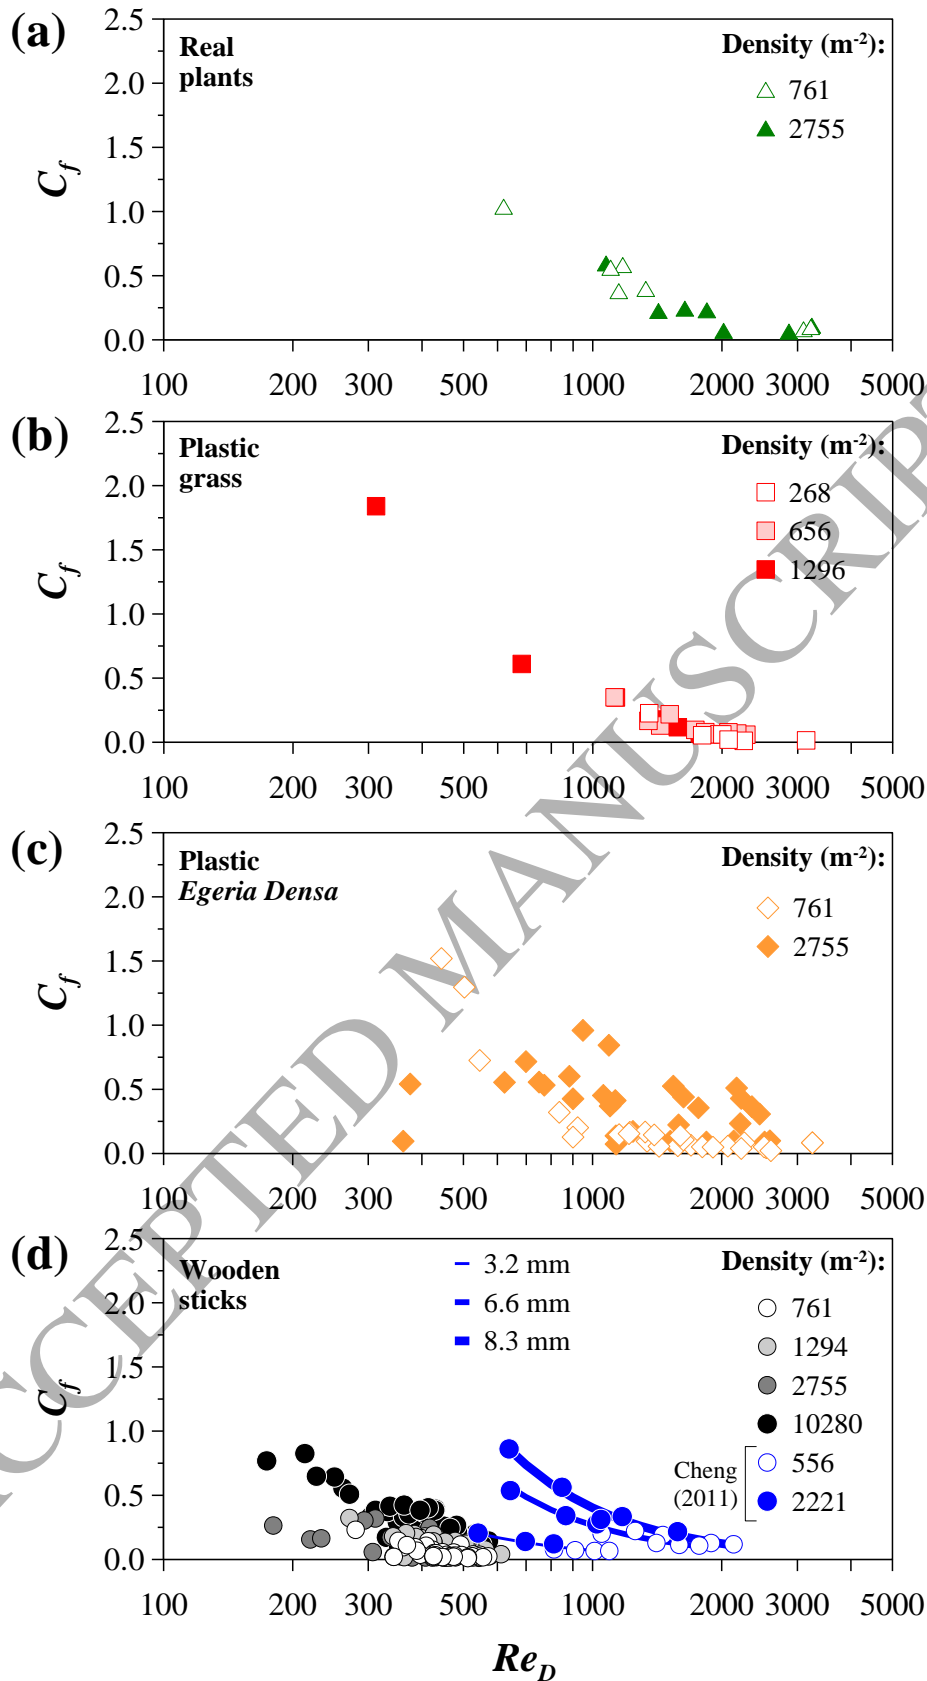 (a)
Real
plants
Density (m-2):
761
2755
Cf
2.5
2.0
1.5
1.0
0.5
0.0
100 200 300 500 1000 2000 3000 5000
(b)
Plastic
grass
Density (m-2):
268
656
1296
Cf
2.5
2.0
1.5
1.0
0.5
0.0
100 200 300 500 1000 2000 3000 5000
(c)
Plastic
Egeria Densa
Density (m-2):
761
2755
Cf
2.5
2.0
1.5
1.0
0.5
0.0
100 200 300 500 1000 2000 3000 5000
(d)
Wooden
sticks
3.2 mm
6.6 mm
8.3 mm
Density (m-2):
761
1294
2755
10280
Cheng
(2011)
556
2221
Cf
2.5
2.0
1.5
1.0
0.5
0.0
100 200 300 500 1000 2000 3000 5000
ReD
CCEPTED MANUSCRIPT